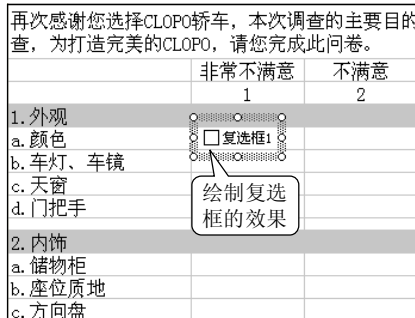 再次感谢您选择CLOPO轿车，本次调查的主要目的
查，为打造完美的CLOPO，请您完成此问卷。
非常不满意 不满意
1 2
1.外观
a.颜色 复选框1
b.车灯、车镜
c.天窗
d.门把手
绘制复选
框的效果
2.内饰
a.储物柜
b.座位质地
c.方向盘